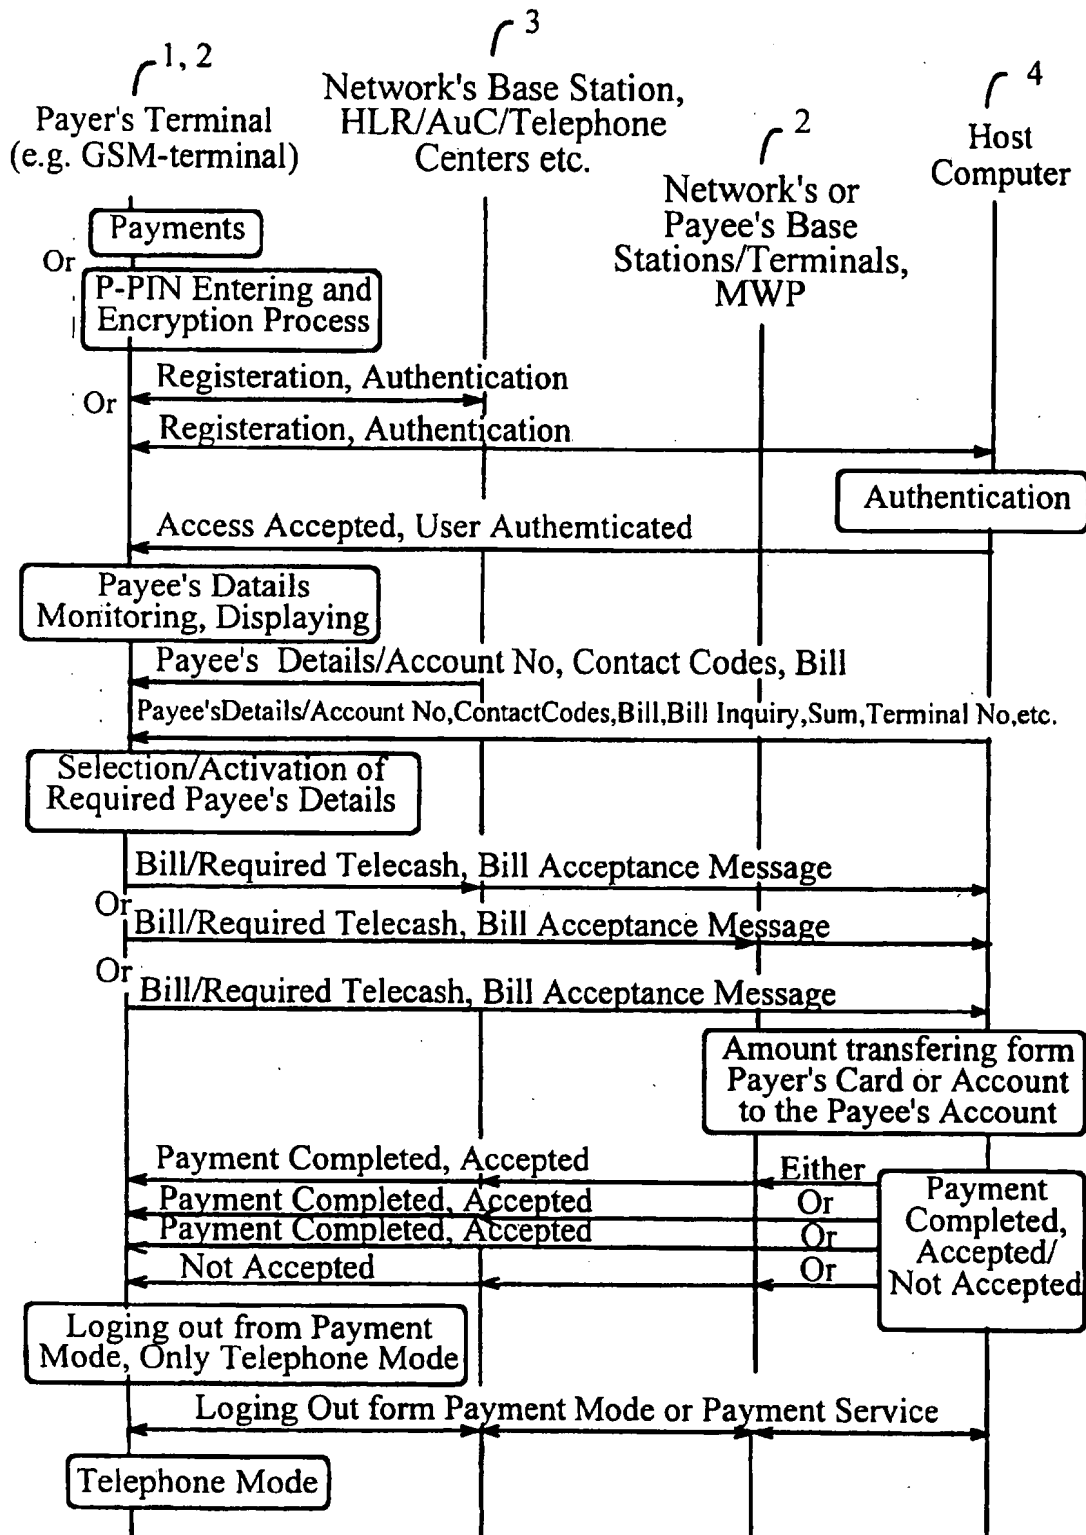 1, 2
Payer's Terminal
(e.g. GSM-terminal)
3
Network's Base Station,
HLR/AuC/Telephone
Centers etc.
2
Network's or
Payee's Base
Stations/Terminals,
MWP
4
Host
Computer
Payments
Or
P-PIN Entering and
Encryption Process
Registeration, Authentication
Or
Registeration, Authentication
Authentication
Access Accepted, User Authemticated
Payee's Datails
Monitoring, Displaying
Payee's Details/Account No, Contact Codes, Bill
Payee'sDetails/Account No,ContactCodes,Bill,Bill Inquiry,Sum,Terminal No,etc.
Selection/Activation of
Required Payee's Details
Bill/Required Telecash, Bill Acceptance Message
Or
Bill/Required Telecash, Bill Acceptance Message
Or
Bill/Required Telecash, Bill Acceptance Message
Amount transfering form
Payer's Card or Account
to the Payee's Account
Payment Completed, Accepted
Either
Payment Completed, Accepted
Or
Payment Completed, Accepted
Or
Not Accepted
Or
Payment
Completed,
Accepted/
Not Accepted
Loging out from Payment
Mode, Only Telephone Mode
Loging Out form Payment Mode or Payment Service
Telephone Mode